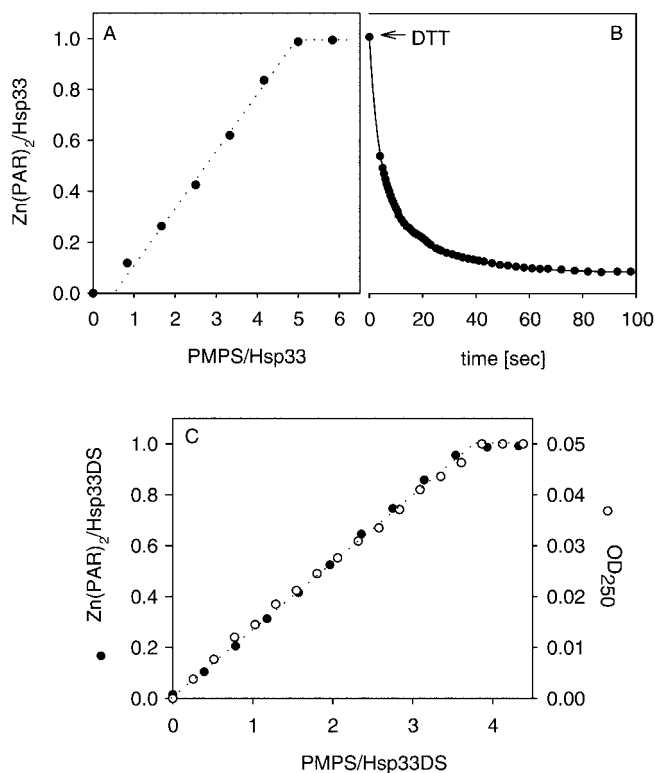 A
B
DTT
1.0
0.8
0.6
0.4
0.2
0.0
Zn(PAR)2/Hsp33
0 1 2 3 4 5 6
PMPS/Hsp33
0 20 40 60 80 100
time [sec]
C
1.0
0.8
0.6
0.4
0.2
0.0
Zn(PAR)2/Hsp33DS
0.05
0.04
0.03
0.02
0.01
0.00
OD250
0 1 2 3 4
PMPS/Hsp33DS